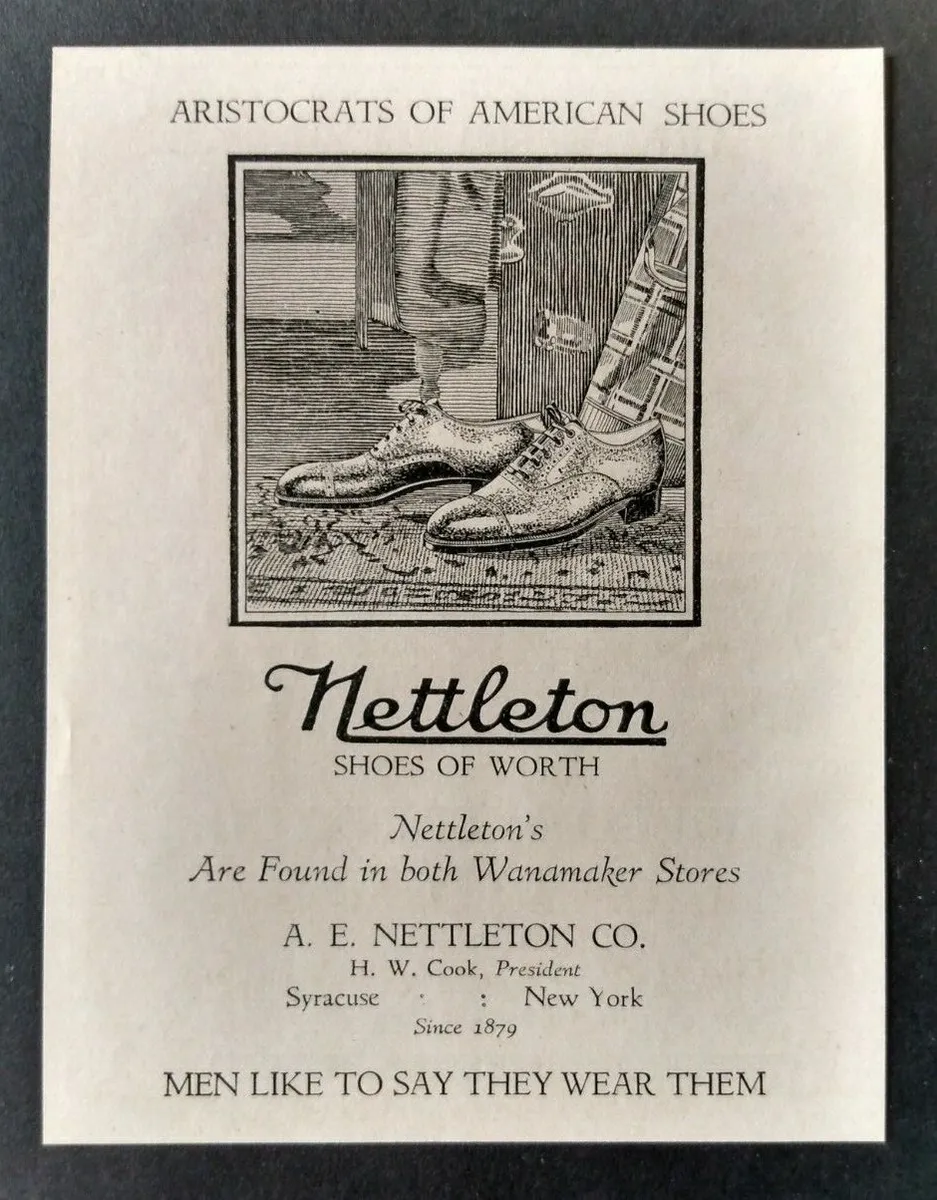 ARISTOCRATS OF AMERICAN SHOES
Nettleton
SHOES OF WORTH
Nettleton's
Are Found in both Wanamaker Stores
A. E. NETTLETON CO.
H. W. Cook, President
Syracuse : : New York
Since 1879
MEN LIKE TO SAY THEY WEAR THEM